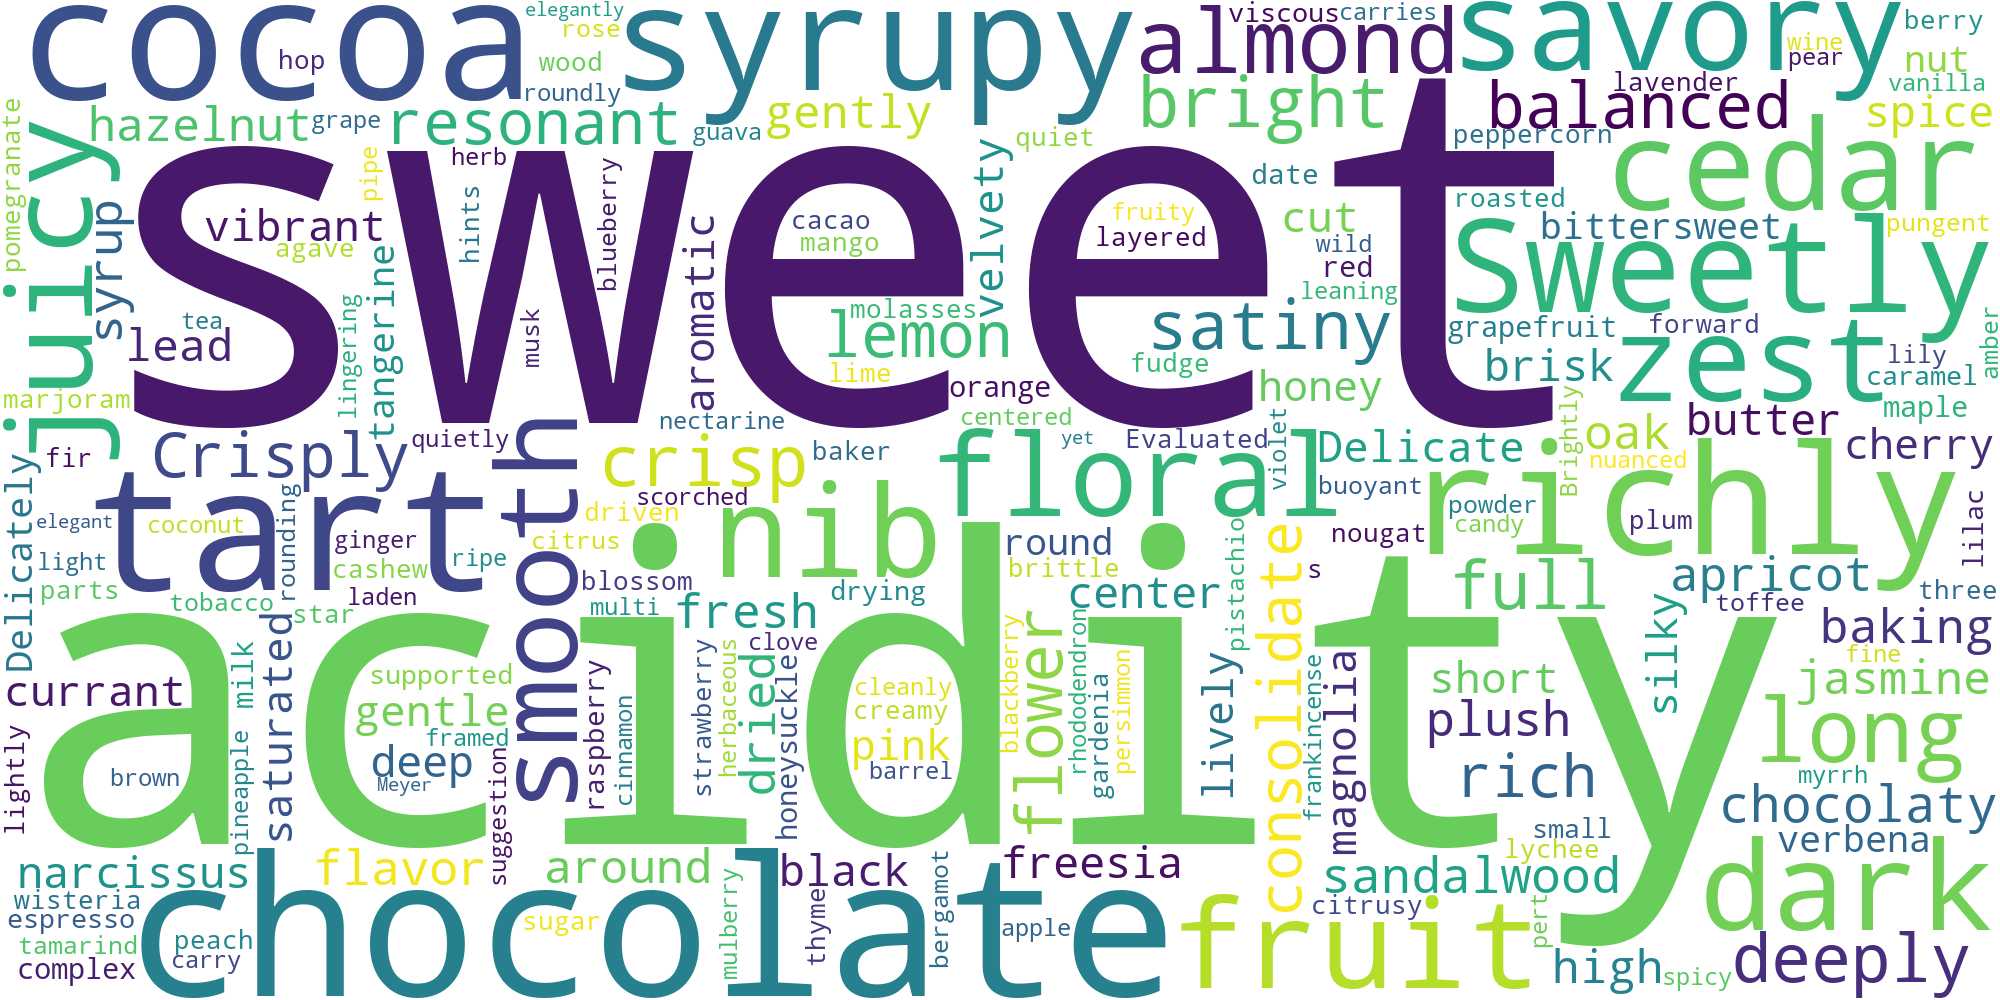 cocoa
syrupy
elegantly
rose
viscous
carries
almond
savory
berry
wine
pear
nut
hop
wood
roundly
bright
balanced
lavender
vanilla
spice
hazelnut
grape
resonant
guava
gently
quiet
peppercorn
cedar
pomegranate
juicy
syrup
pipe
herb
blueberry
velvety
date
roasted
sweet
vibrant
agave
hints
aromatic
cacao
mango
fruity
layered
cut
wild
red
leaning
bittersweet
pungent
Sweetly
tea
lead
lingering
tangerine
musk
molasses
lemon
lime
satiny
fudge
orange
honey
grapefruit
forward
brisk
zest
lily
caramel
amber
maple
marjoram
fir
Crisply
quietly
nectarine
baker
centered
yet
Evaluated
violet
Delicate
Brightly
oak
nuanced
butter
cherry
Delicately
elegant
light
parts
tart
coconut
rounding
ginger
cashew
laden
ripe
smooth
crisp
scorched
driven
citrus
nib
floral
buoyant
powder
candy
richly
plum
lilac
nougat
round
brittle
consolidate
s
tobacco
star
blossom
multi
drying
fresh
center
pistachio
full
apricot
toffee
three
acidity
currant
milk
saturated
supported
gentle
framed
deep
Meyer
suggestion
raspberry
cinnamon
strawberry
herbaceous
dried
clove
honeysuckle
cleanly
creamy
pink
barrel
blackberry
flower
rhododendron
gardenia
persimmon
lively
frankincense
magnolia
short
plush
rich
silky
baking
fine
jasmine
long
myrrh
chocolaty
verbena
lightly
brown
pineapple
narcissus
wisteria
espresso
tamarind
complex
peach
carry
flavor
chocolate
sugar
around
mulberry
black
thyme
bergamot
freesia
apple
fruit
small
lychee
sandalwood
citrusy
pert
high
spicy
dark
deeply